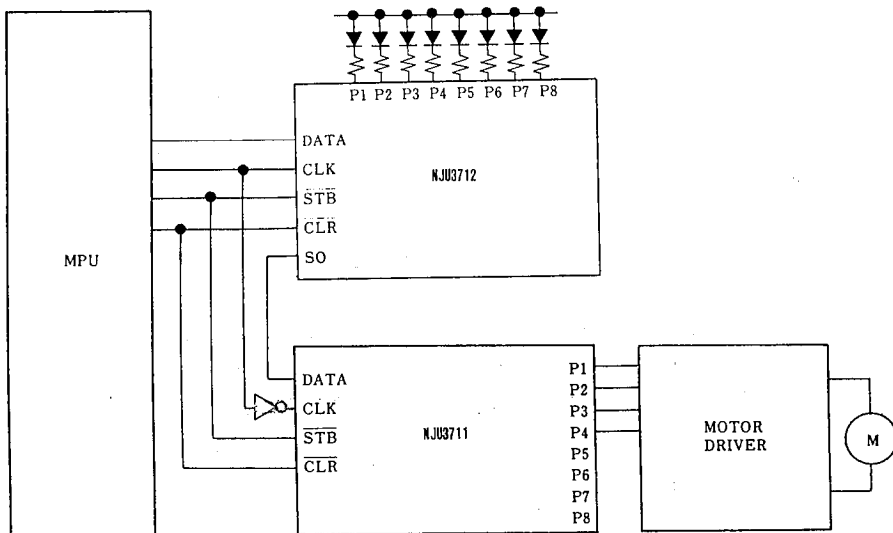 P1 P2 P3 P4 P5 P6 P7 P8
DATA
CLK
STB
CLR
SO
NJU3712
MPU
DATA
CLK
STB
CLR
NJU3711
P1
P2
P3
P4
P5
P6
P7
P8
MOTOR
DRIVER
M